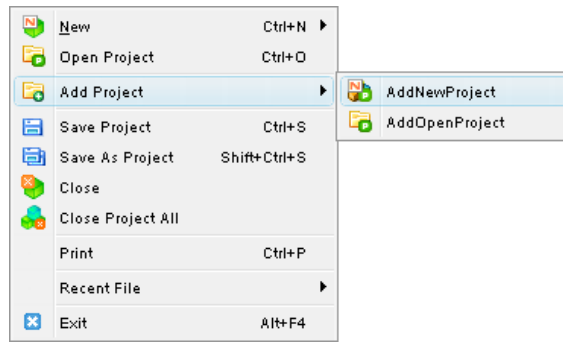 New Ctrl+N
Open Project Ctrl+O
Add Project
AddNewProject
AddOpenProject
Save Project Ctrl+S
Save As Project Shift+Ctrl+S
Close
Close Project All
Print Ctrl+P
Recent File
Exit Alt+F4